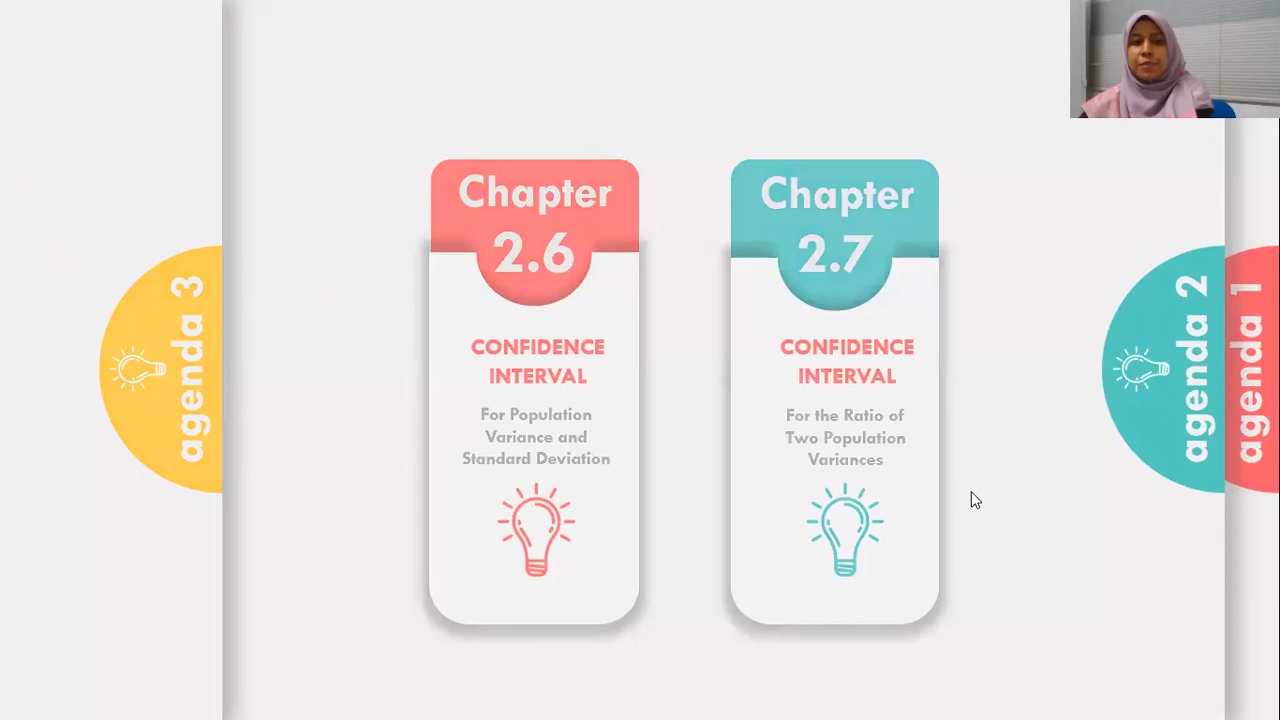 agenda 3
Chapter
2.6
CONFIDENCE
INTERVAL
For Population
Variance and
Standard Deviation
Chapter
2.7
CONFIDENCE
INTERVAL
For the Ratio of
Two Population
Variances
agenda 2
agenda 1